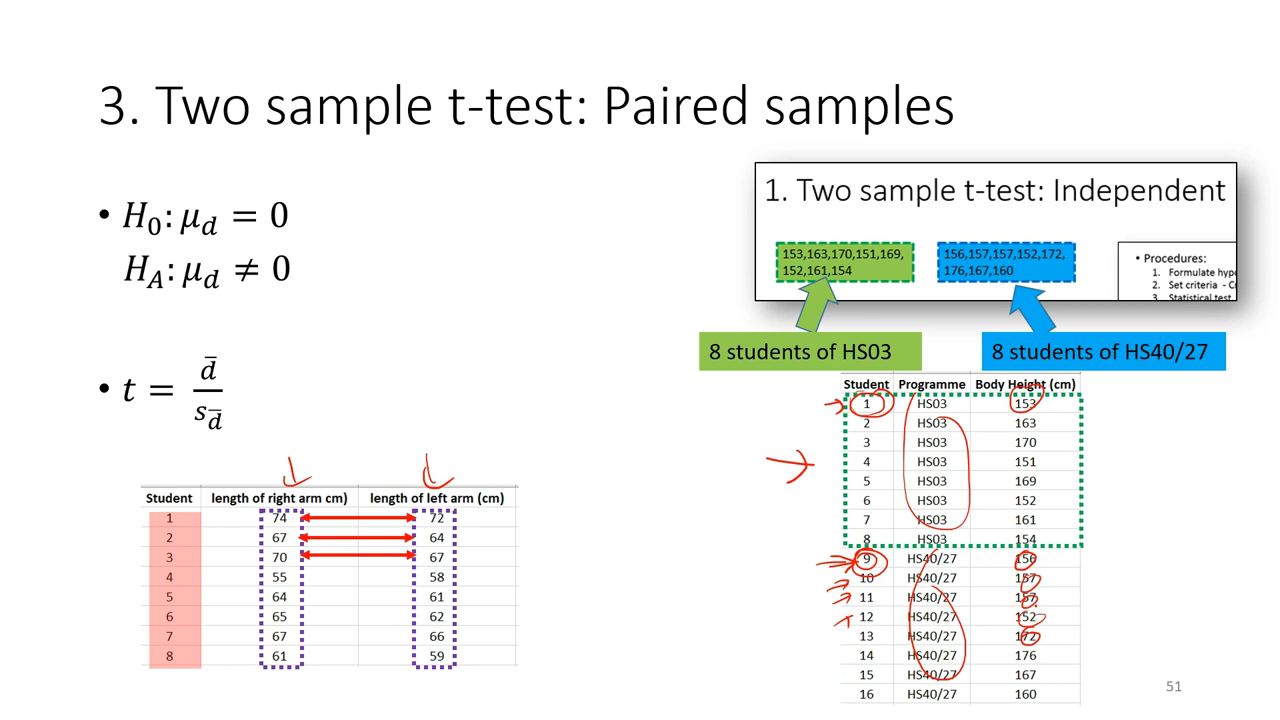 3. Two sample t-test: Paired samples
• H₀: μ_d = 0
H_A: μ_d ≠ 0
• t = d̄ / s_d̄
Student length of right arm cm) length of left arm (cm)
1 74 72
2 67 64
3 70 67
4 55 58
5 64 61
6 65 62
7 67 66
8 61 59
1. Two sample t-test: Independent
153,163,170,151,169,
152,161,154
156,157,157,152,172,
176,167,160
• Procedures:
1. Formulate hyp
2. Set criteria - C
3. Statistical test
8 students of HS03
8 students of HS40/27
Student Programme Body Height (cm)
1 HS03 153
2 HS03 163
3 HS03 170
4 HS03 151
5 HS03 169
6 HS03 152
7 HS03 161
8 HS03 154
9 HS40/27 156
10 HS40/27 157
11 HS40/27 157
12 HS40/27 152
13 HS40/27 172
14 HS40/27 176
15 HS40/27 167
16 HS40/27 160
51